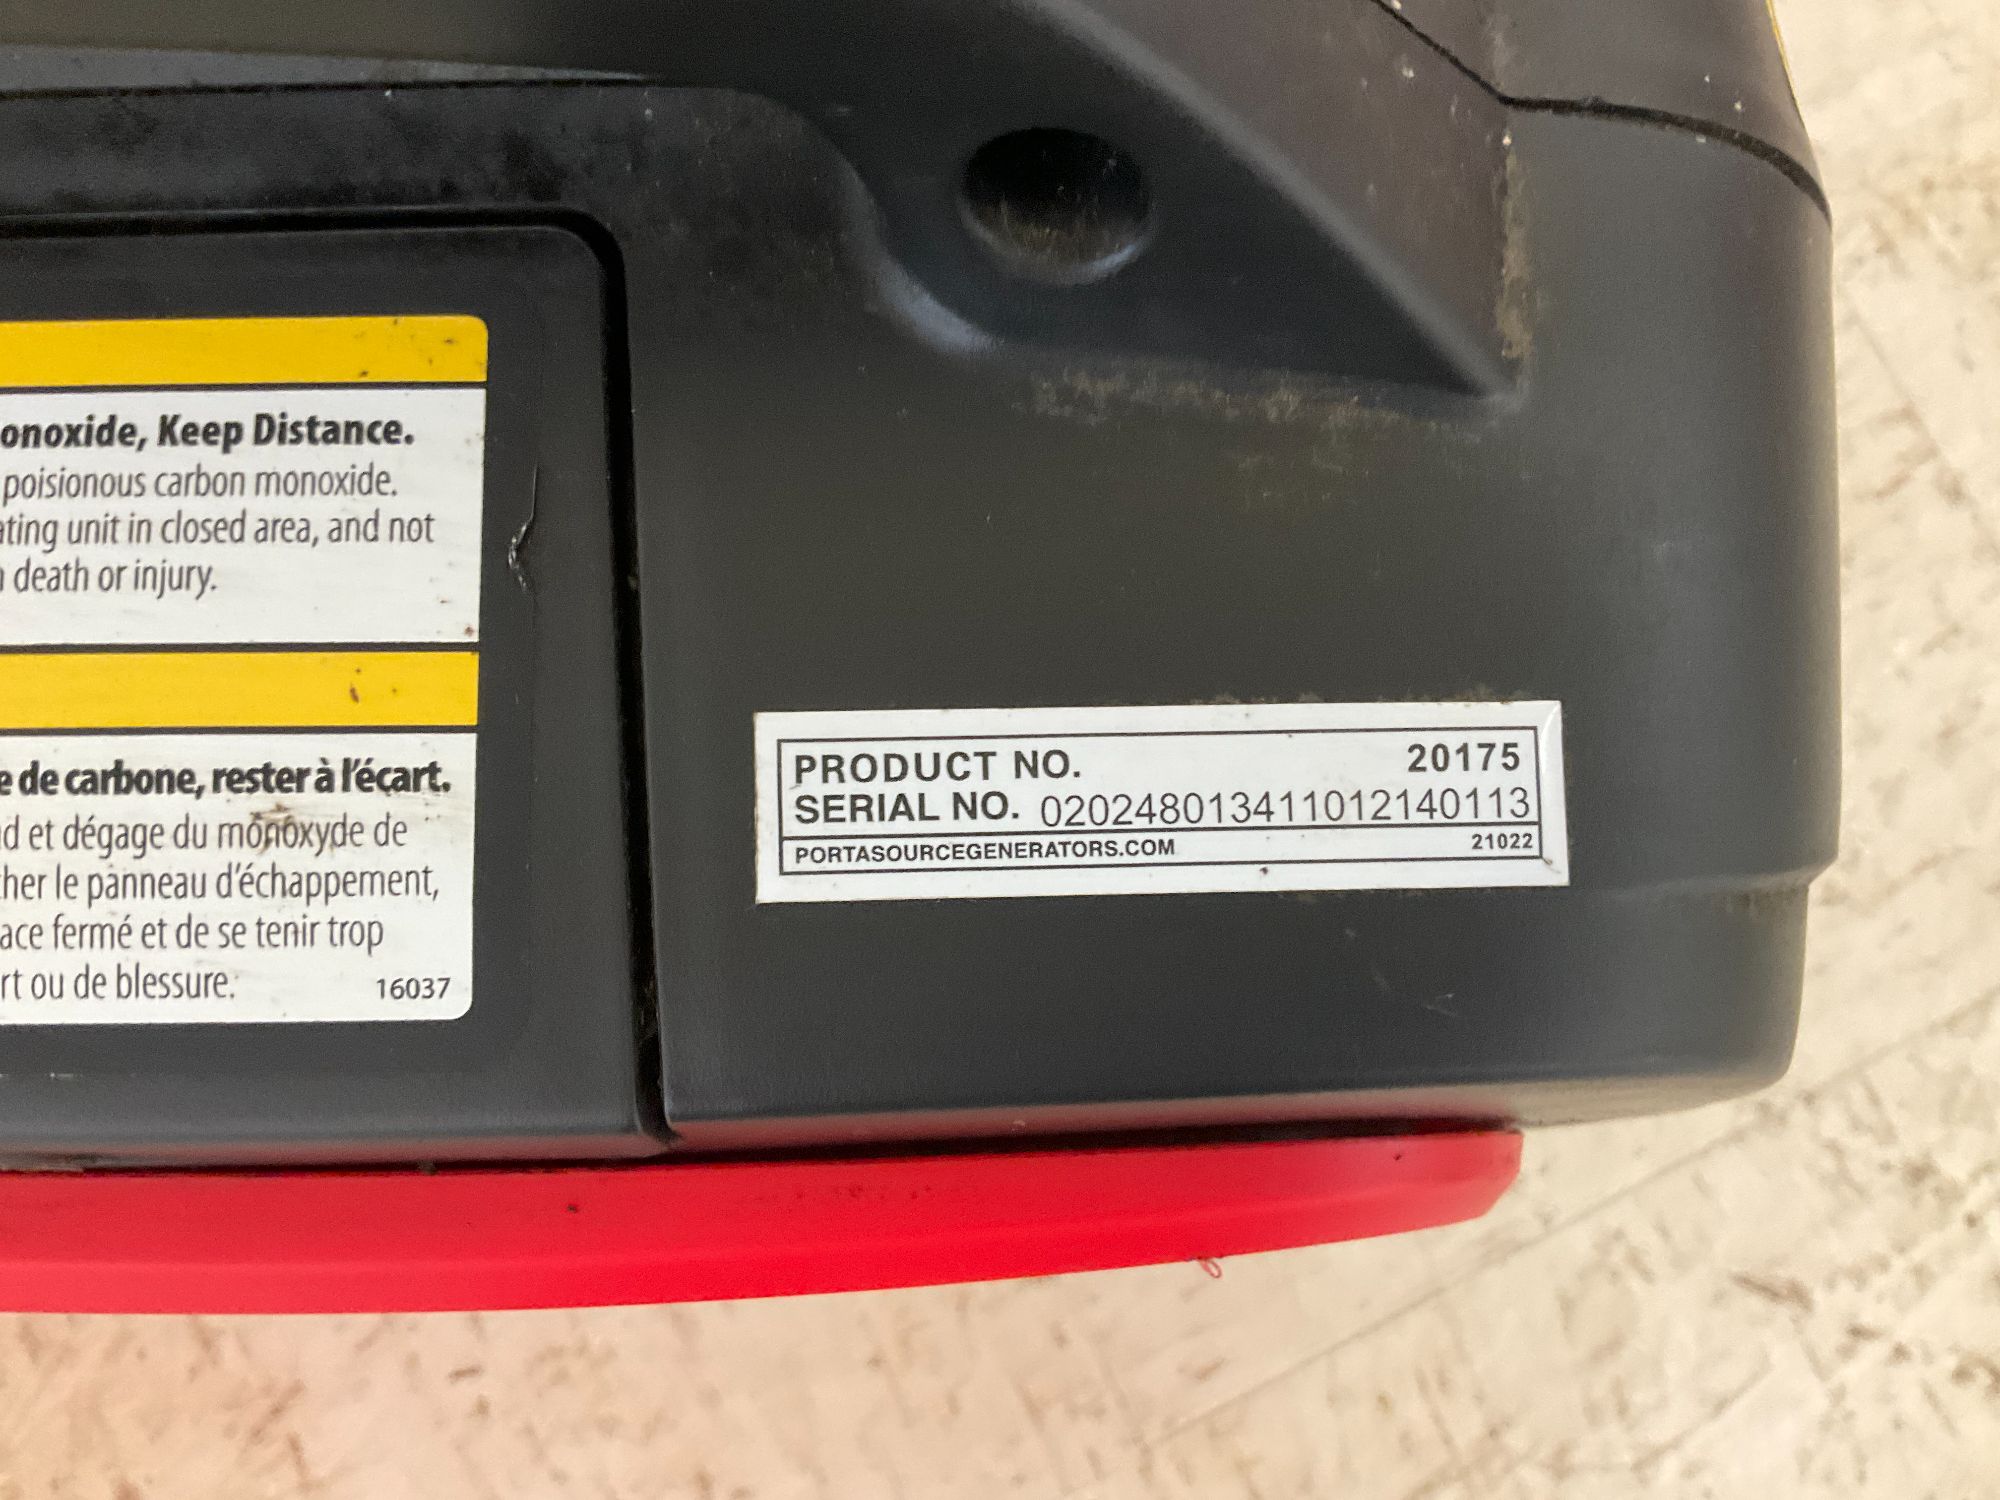 onoxide, Keep Distance.
poisionous carbon monoxide.
ating unit in closed area, and not
death or injury.
e de carbone, rester à l'écart.
d et dégage du monoxyde de
her le panneau d'échappement,
ace fermé et de se tenir trop
rt ou de blessure.
16037
PRODUCT NO. 20175
SERIAL NO. 020248013411012140113
PORTASOURCEGENERATORS.COM 21022